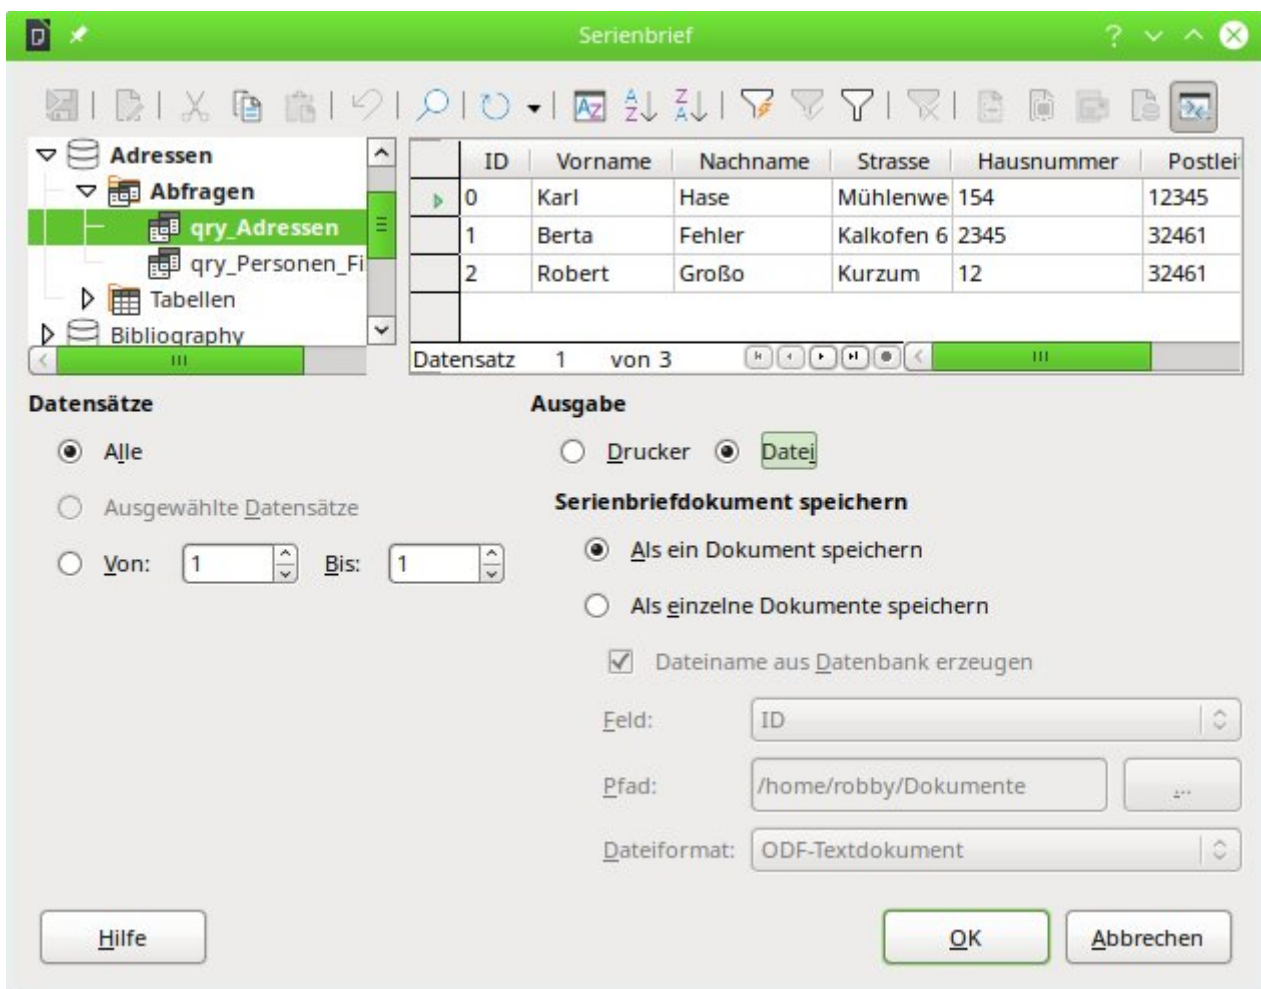 Serienbrief
Adressen
Abfragen
qry_Adressen
qry_Personen_Fi
Tabellen
Bibliography
ID Vorname Nachname Strasse Hausnummer Postlei
0 Karl Hase Mühlenwe 154 12345
1 Berta Fehler Kalkofen 6 2345 32461
2 Robert Großo Kurzum 12 32461
Datensatz 1 von 3
Datensätze
Alle
Ausgewählte Datensätze
Von: 1 Bis: 1
Ausgabe
Drucker Datei
Serienbriefdokument speichern
Als ein Dokument speichern
Als einzelne Dokumente speichern
Dateiname aus Datenbank erzeugen
Feld: ID
Pfad: /home/robby/Dokumente ...
Dateiformat: ODF-Textdokument
Hilfe OK Abbrechen